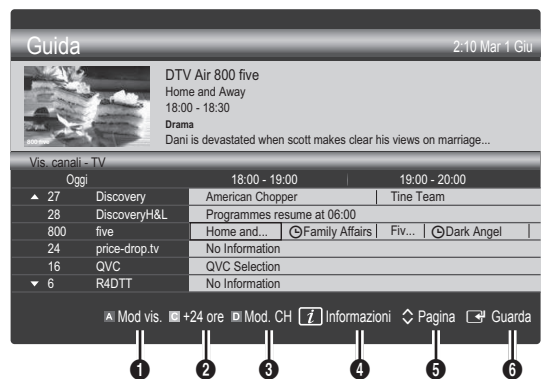 Guida 2:10 Mar 1 Giu
DTV Air 800 five
Home and Away
18:00 - 18:30
Drama
Dani is devastated when scott makes clear his views on marriage...
800 five
Vis. canali - TV
Oggi 18:00 - 19:00 19:00 - 20:00
▲ 27 Discovery American Chopper Tine Team
28 DiscoveryH&L Programmes resume at 06:00
800 five Home and... Family Affairs Fiv... Dark Angel
24 price-drop.tv No Information
16 QVC QVC Selection
▼ 6 R4DTT No Information
A Mod vis. C +24 ore D Mod. CH i Informazioni Pagina Guarda
1 2 3 4 5 6